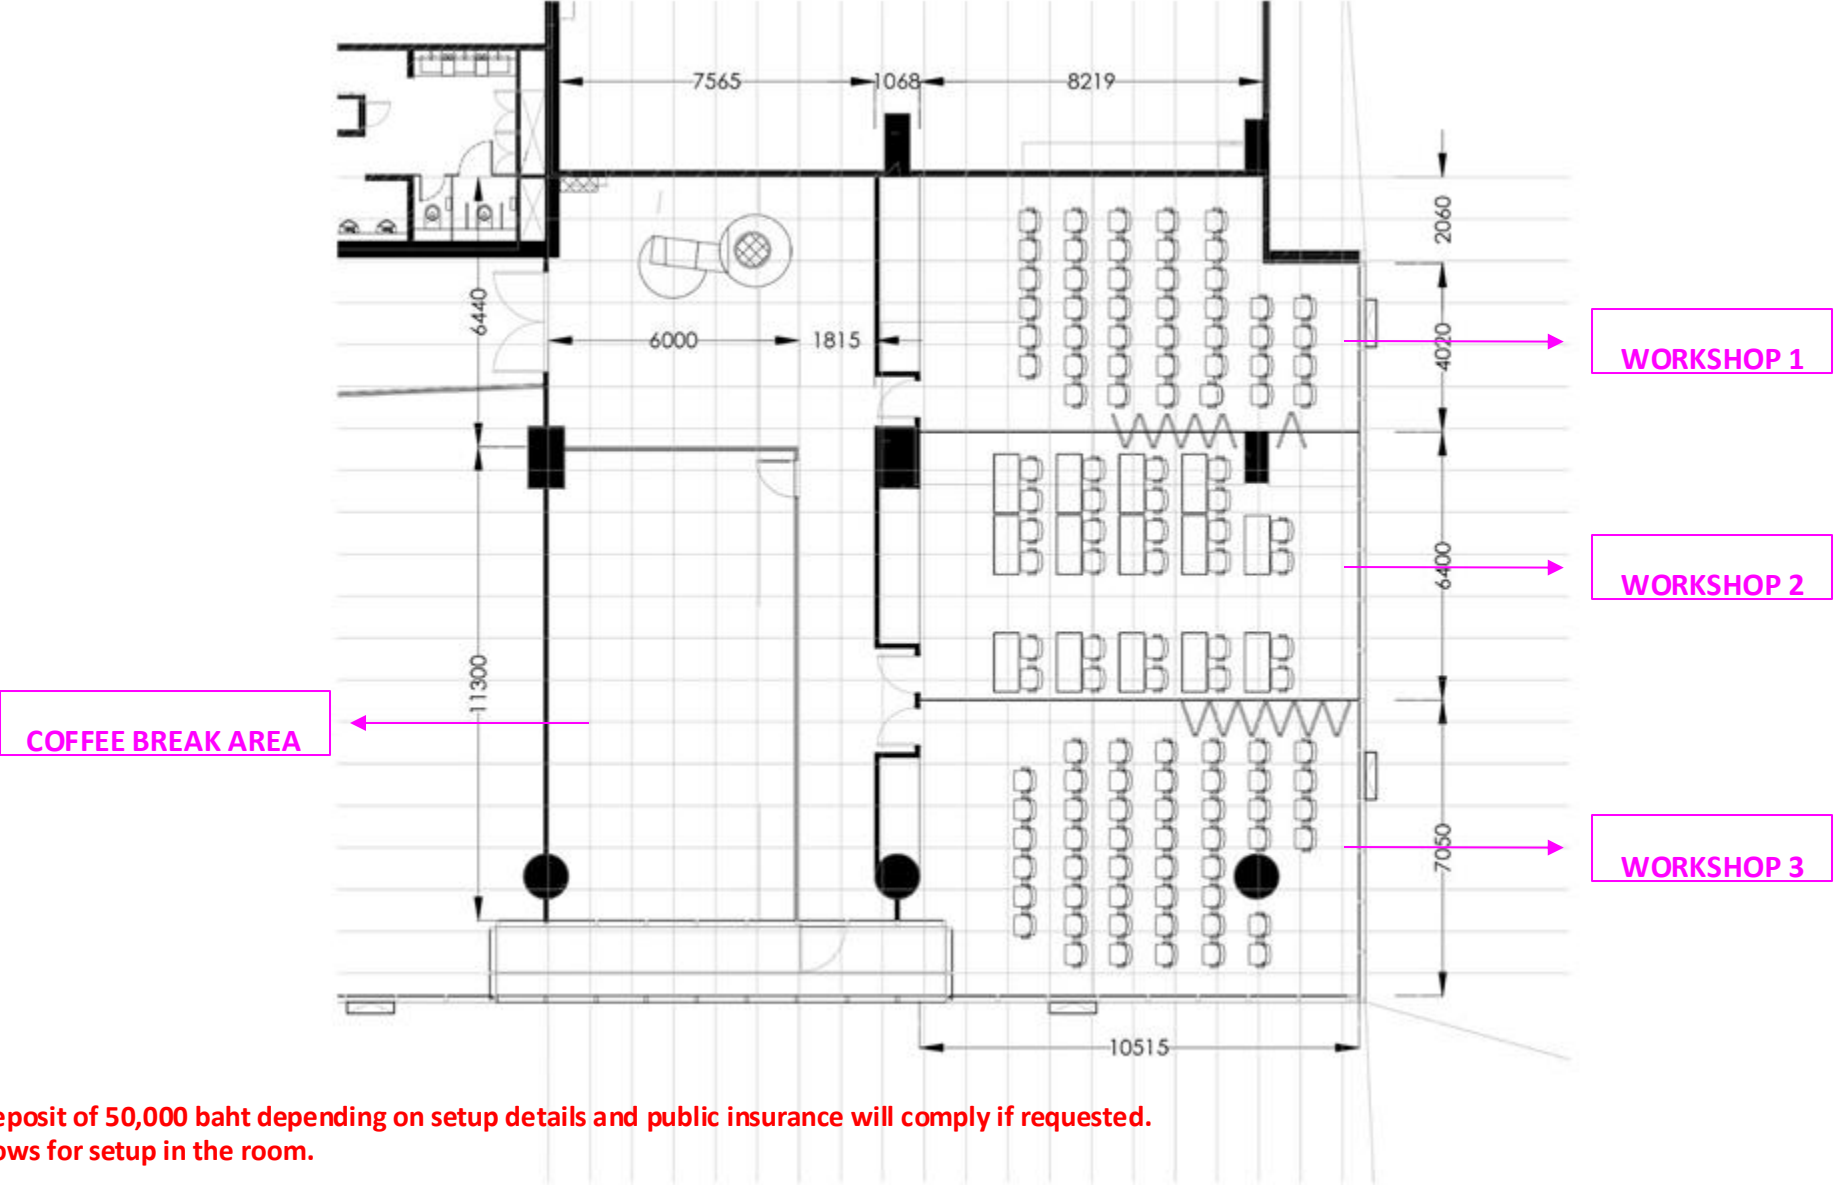 7565
1068
8219
2060
6440
6000
1815
4020
WORKSHOP 1
6400
WORKSHOP 2
11300
COFFEE BREAK AREA
7050
WORKSHOP 3
10515
eposit of 50,000 baht depending on setup details and public insurance will comply if requested.
ows for setup in the room.